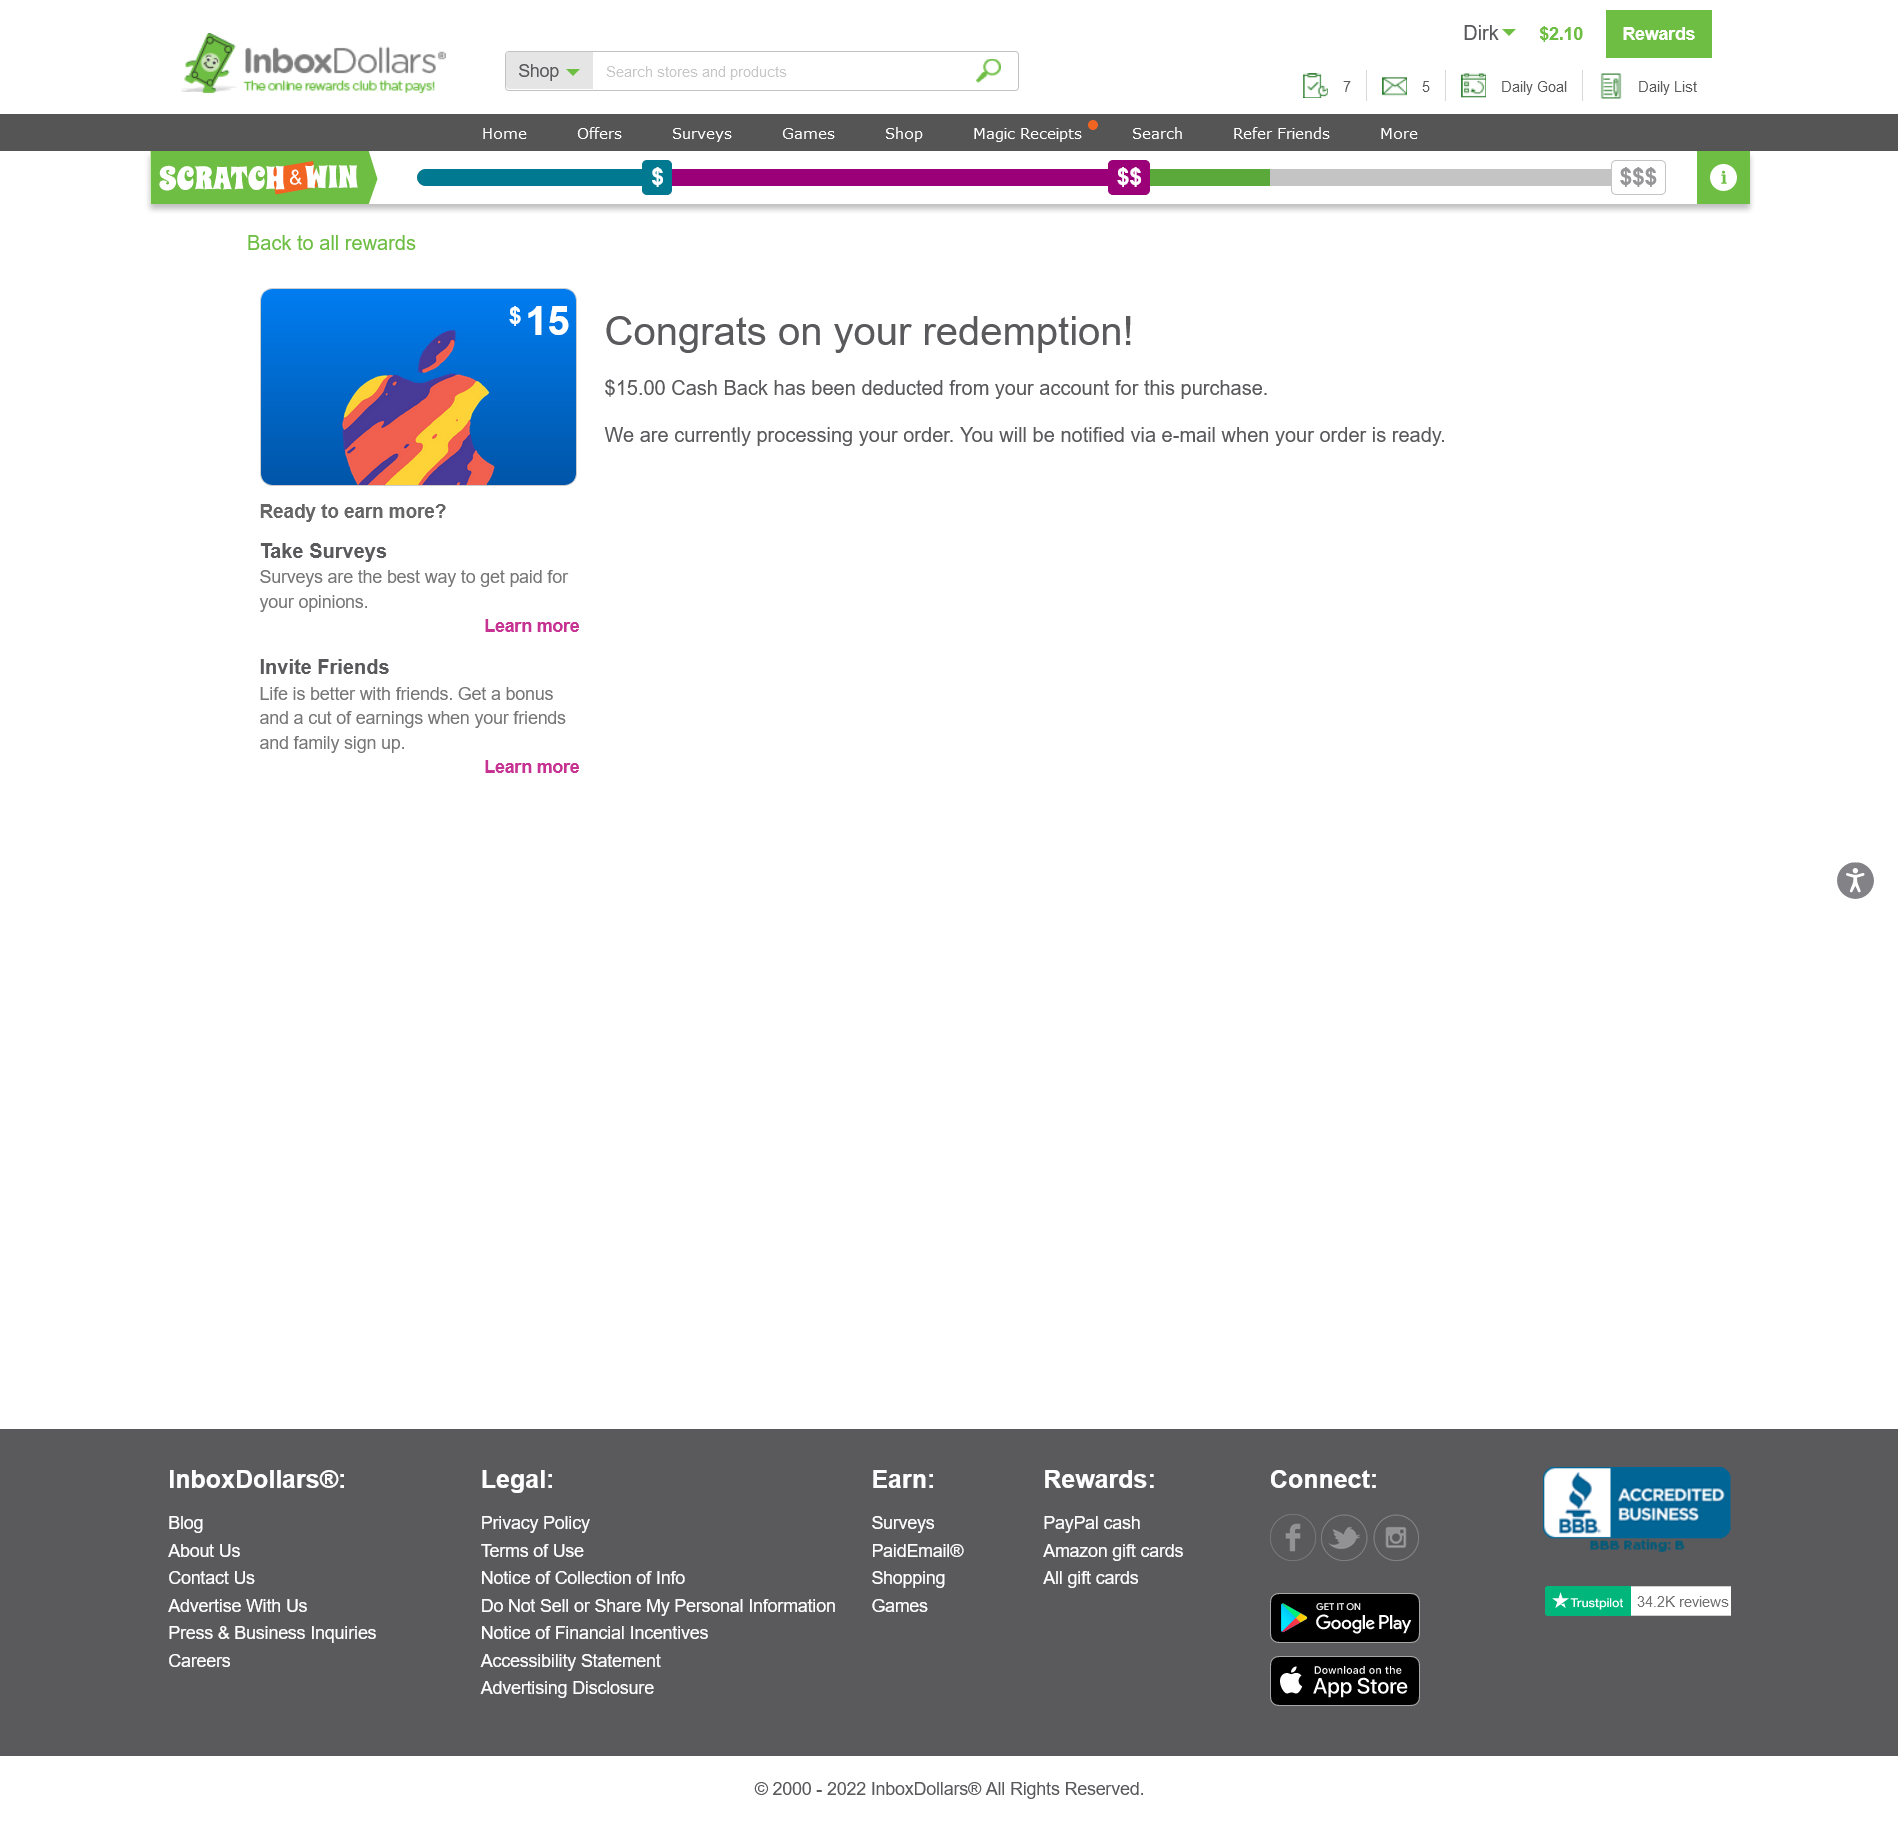 InboxDollars®
The online rewards club that pays!
Shop
Search stores and products
Dirk
$2.10
Rewards
7
5
Daily Goal
Daily List
Home
Offers
Surveys
Games
Shop
Magic Receipts
Search
Refer Friends
More
SCRATCH & WIN
$
$$
$$$
i
Back to all rewards
$15
Congrats on your redemption!
$15.00 Cash Back has been deducted from your account for this purchase.
We are currently processing your order. You will be notified via e-mail when your order is ready.
Ready to earn more?
Take Surveys
Surveys are the best way to get paid for
your opinions.
Learn more
Invite Friends
Life is better with friends. Get a bonus
and a cut of earnings when your friends
and family sign up.
Learn more
InboxDollars®:
Blog
About Us
Contact Us
Advertise With Us
Press & Business Inquiries
Careers
Legal:
Privacy Policy
Terms of Use
Notice of Collection of Info
Do Not Sell or Share My Personal Information
Notice of Financial Incentives
Accessibility Statement
Advertising Disclosure
Earn:
Surveys
PaidEmail®
Shopping
Games
Rewards:
PayPal cash
Amazon gift cards
All gift cards
Connect:
GET IT ON
Google Play
Download on the
App Store
BBB
ACCREDITED
BUSINESS
BBB Rating: B
Trustpilot
34.2K reviews
© 2000 - 2022 InboxDollars® All Rights Reserved.